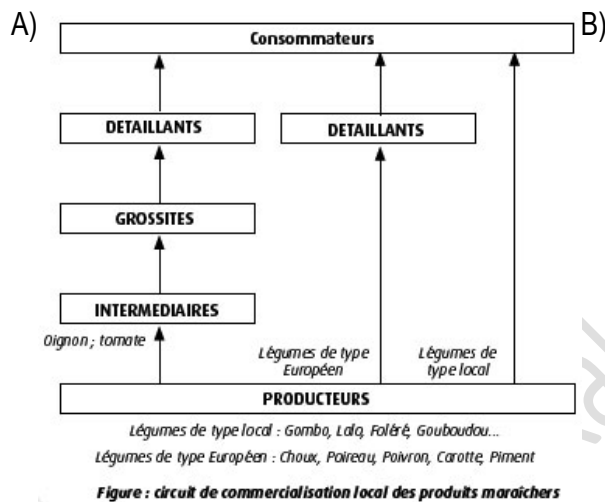 A)
B)
Consommateurs
DETAILLANTS
DETAILLANTS
GROSSITES
INTERMEDIAIRES
Oignon ; tomate
Légumes de type
Européen
Légumes de
type local
PRODUCTEURS
Légumes de type local : Gombo, Lalo, Foléré, Gouboudou...
Légumes de type Européen : Choux, Poireau, Poivron, Carotte, Piment
Figure : circuit de commercialisation local des produits maraîchers